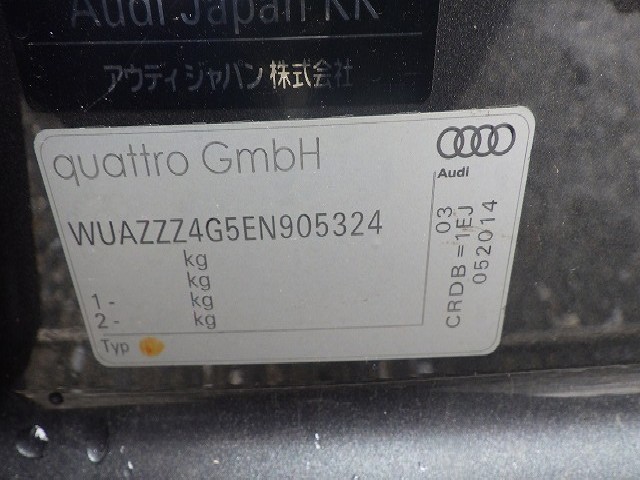 Audi Japan KK
アウディ ジャパン 株式会社
quattro GmbH
Audi
WUAZZZ4G5EN905324
kg
kg
1 - kg
2 - kg
Typ
03
CRDB = 1EJ
052014